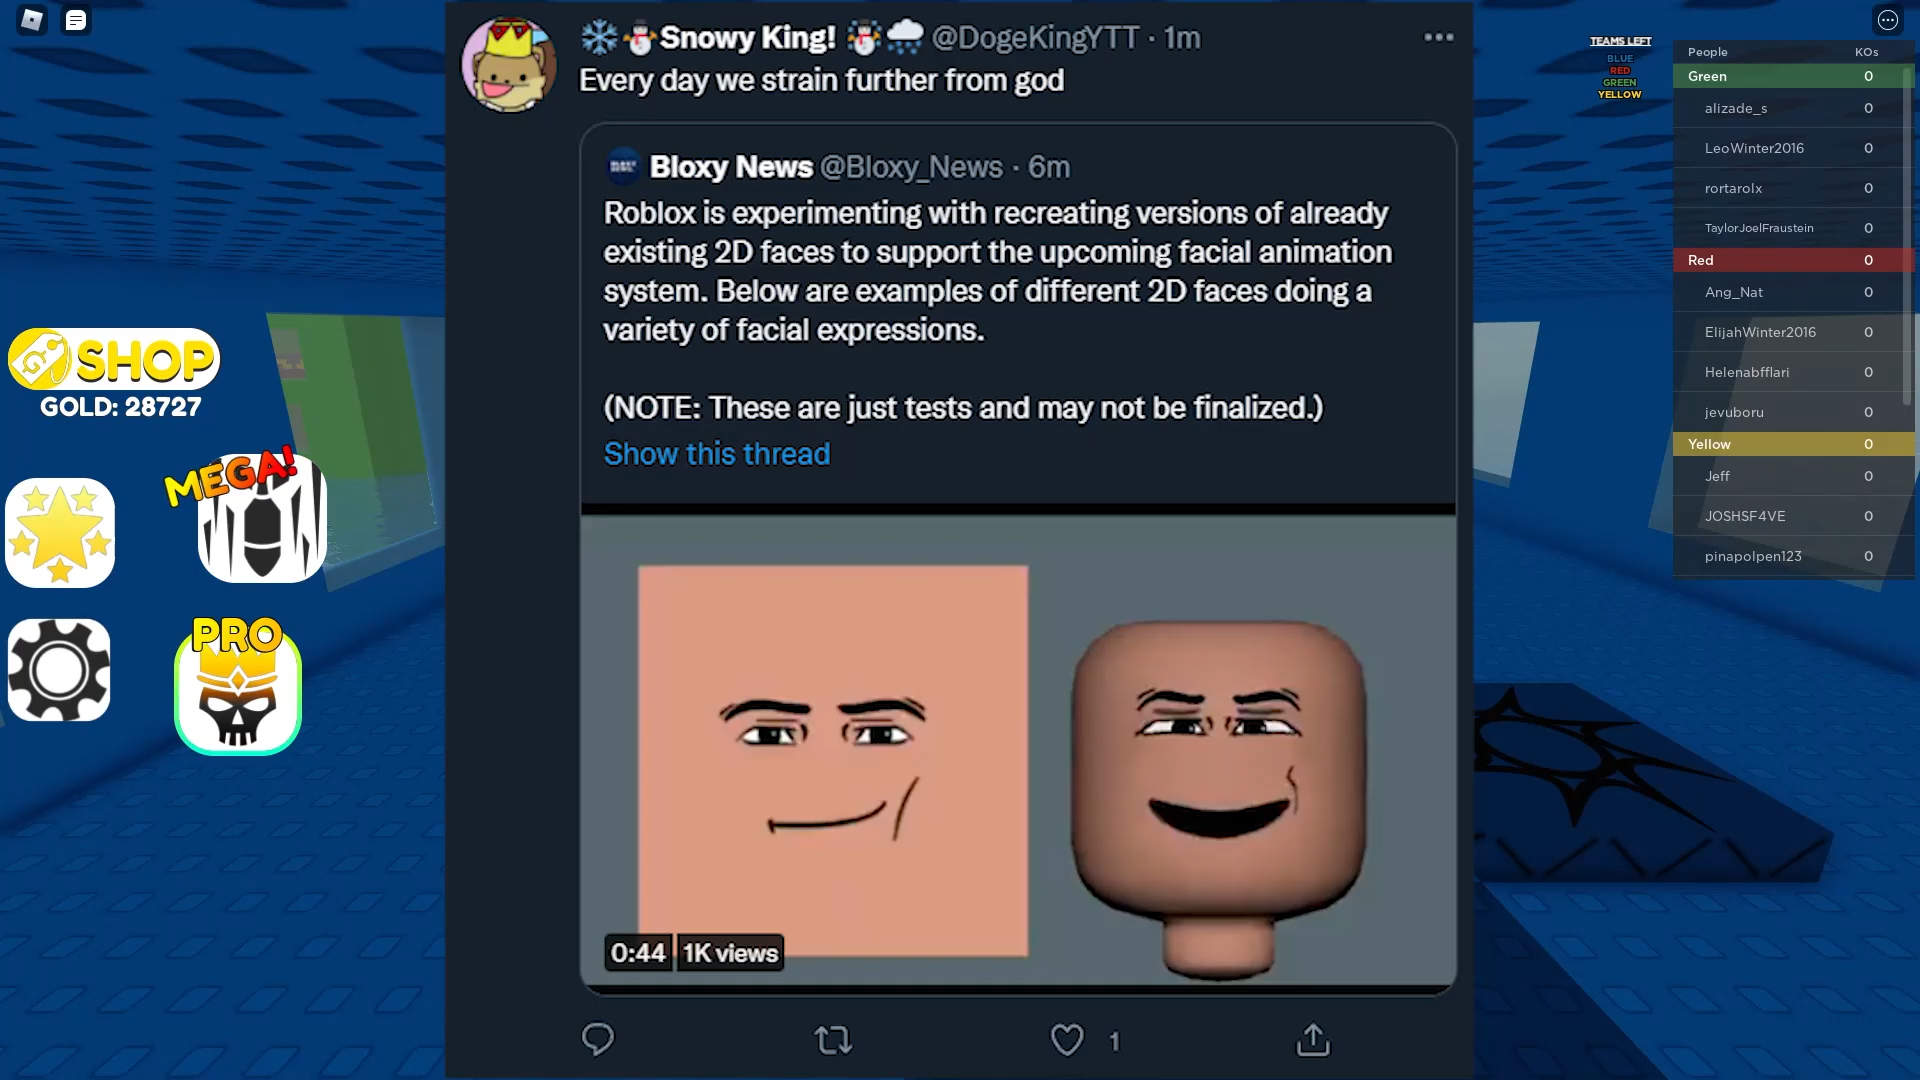 ❄️⛄Snowy King! ⛄🌨️ @DogeKingYTT · 1m
Every day we strain further from god
Bloxy News @Bloxy_News · 6m
Roblox is experimenting with recreating versions of already
existing 2D faces to support the upcoming facial animation
system. Below are examples of different 2D faces doing a
variety of facial expressions.
(NOTE: These are just tests and may not be finalized.)
Show this thread
0:44 1K views
1
SHOP
GOLD: 28727
MEGA!
PRO
TEAMS LEFT
BLUE
RED
GREEN
YELLOW
People KOs
Green 0
alizade_s 0
LeoWinter2016 0
rortarolx 0
TaylorJoelFraustein 0
Red 0
Ang_Nat 0
ElijahWinter2016 0
Helenabfflari 0
jevuboru 0
Yellow 0
Jeff 0
JOSHSF4VE 0
pinapolpen123 0